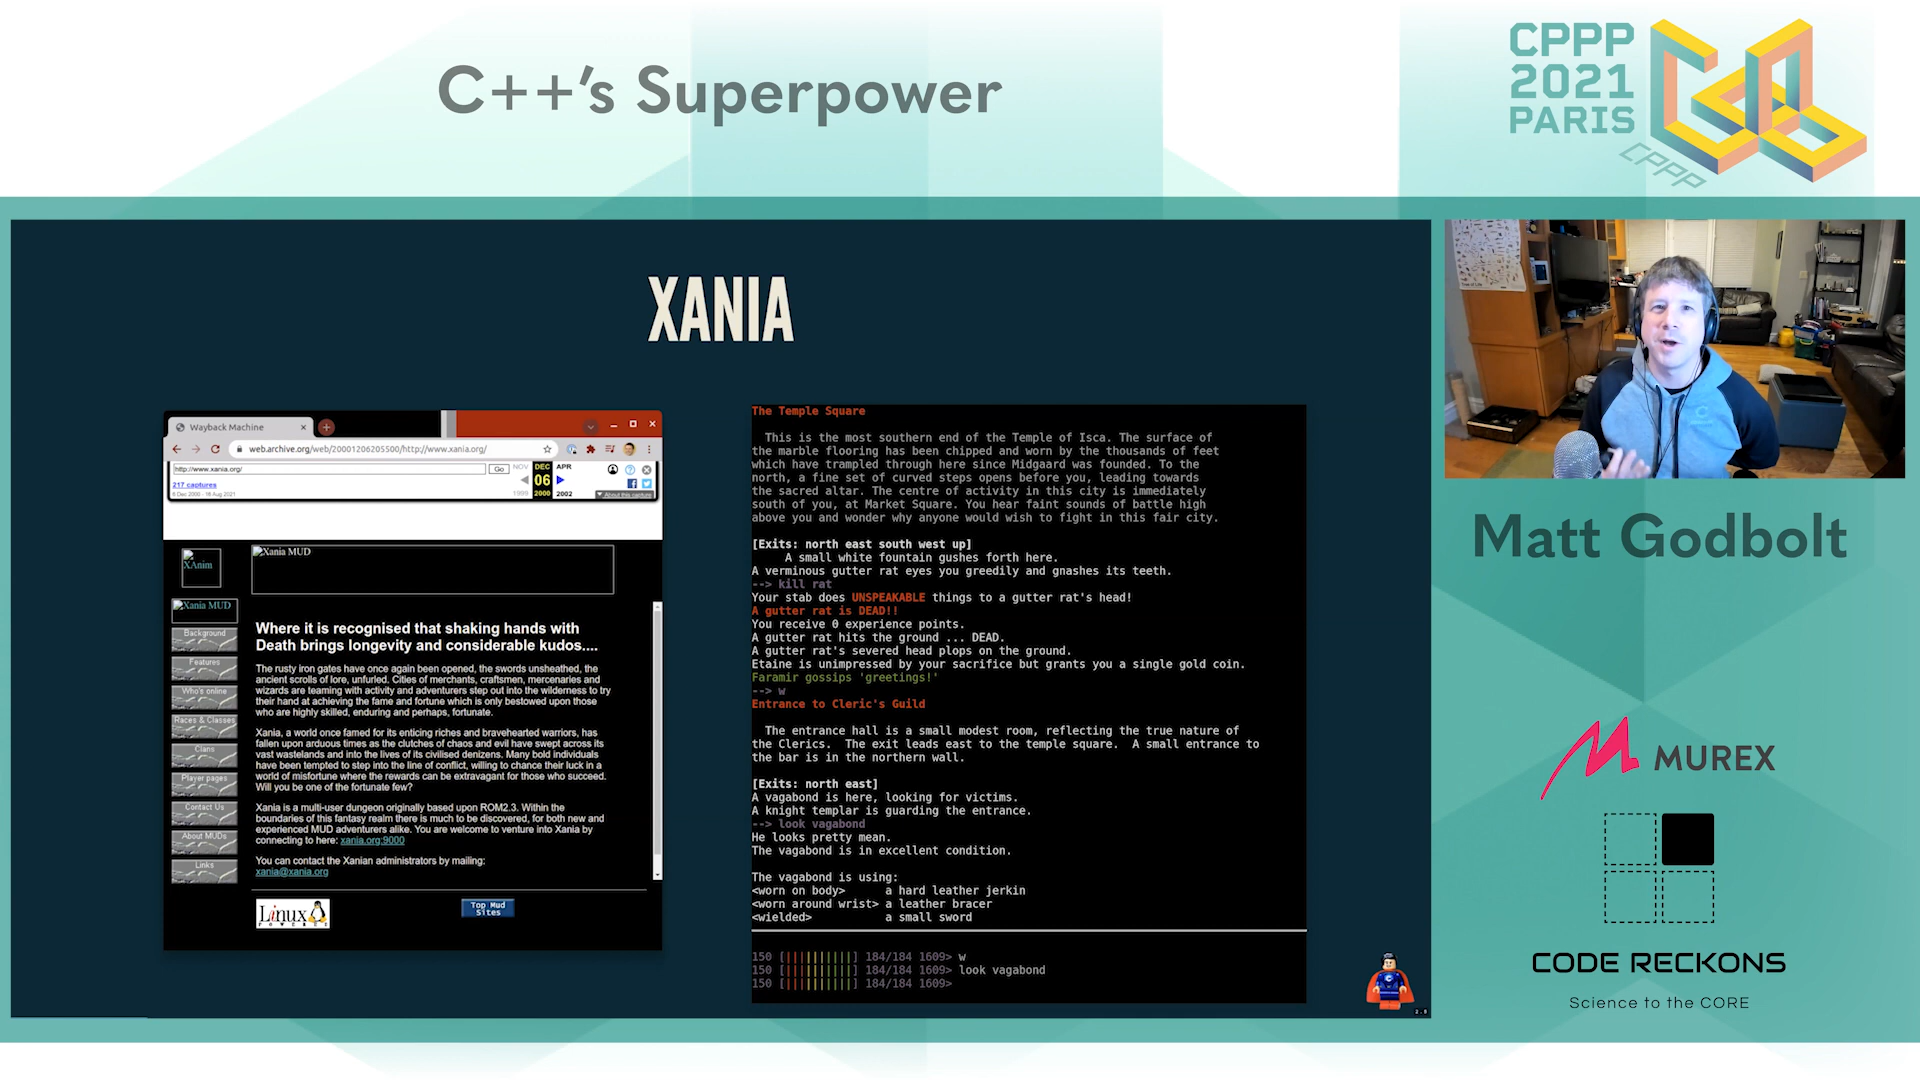 C++’s Superpower
CPPP
2021
PARIS
CPPP
XANIA
Wayback Machine
web.archive.org/web/20001206205500/http://www.xania.org/
http://www.xania.org/
Go
NOV DEC APR
217 captures
06
6 Dec 2000 - 18 Aug 2021
1999 2000 2002
About this capture
XAnim
Xania MUD
Xania MUD
Background
Features
Who's online
Races & Classes
Clans
Player pages
Contact Us
About MUDs
Links
Where it is recognised that shaking hands with
Death brings longevity and considerable kudos....
The rusty iron gates have once again been opened, the swords unsheathed, the
ancient scrolls of lore, unfurled. Cities of merchants, craftsmen, mercenaries and
wizards are teaming with activity and adventurers step out into the wilderness to try
their hand at achieving the fame and fortune which is only bestowed upon those
who are highly skilled, enduring and perhaps, fortunate.
Xania, a world once famed for its enticing riches and bravehearted warriors, has
fallen upon arduous times as the clutches of chaos and evil have swept across its
vast wastelands and into the lives of its civilised denizens. Many bold individuals
have been tempted to step into the line of conflict, willing to chance their luck in a
world of misfortune where the rewards can be extravagant for those who succeed.
Will you be one of the fortunate few?
Xania is a multi-user dungeon originally based upon ROM2.3. Within the
boundaries of this fantasy realm there is much to be discovered, for both new and
experienced MUD adventurers alike. You are welcome to venture into Xania by
connecting to here: xania.org:9000
You can contact the Xanian administrators by mailing:
xania@xania.org
Linux
POWERED
Top Mud
Sites
The Temple Square
This is the most southern end of the Temple of Isca. The surface of
the marble flooring has been chipped and worn by the thousands of feet
which have trampled through here since Midgaard was founded. To the
north, a fine set of curved steps opens before you, leading towards
the sacred altar. The centre of activity in this city is immediately
south of you, at Market Square. You hear faint sounds of battle high
above you and wonder why anyone would wish to fight in this fair city.
[Exits: north east south west up]
A small white fountain gushes forth here.
A verminous gutter rat eyes you greedily and gnashes its teeth.
--> kill rat
Your stab does UNSPEAKABLE things to a gutter rat's head!
A gutter rat is DEAD!!
You receive 0 experience points.
A gutter rat hits the ground ... DEAD.
A gutter rat's severed head plops on the ground.
Etaine is unimpressed by your sacrifice but grants you a single gold coin.
Faramir gossips 'greetings!'
--> w
Entrance to Cleric's Guild
The entrance hall is a small modest room, reflecting the true nature of
the Clerics. The exit leads east to the temple square. A small entrance to
the bar is in the northern wall.
[Exits: north east]
A vagabond is here, looking for victims.
A knight templar is guarding the entrance.
--> look vagabond
He looks pretty mean.
The vagabond is in excellent condition.
The vagabond is using:
<worn on body> a hard leather jerkin
<worn around wrist> a leather bracer
<wielded> a small sword
150 [||||||||||] 184/184 1609> w
150 [||||||||||] 184/184 1609> look vagabond
150 [||||||||||] 184/184 1609>
Matt Godbolt
MUREX
CODE RECKONS
Science to the CORE